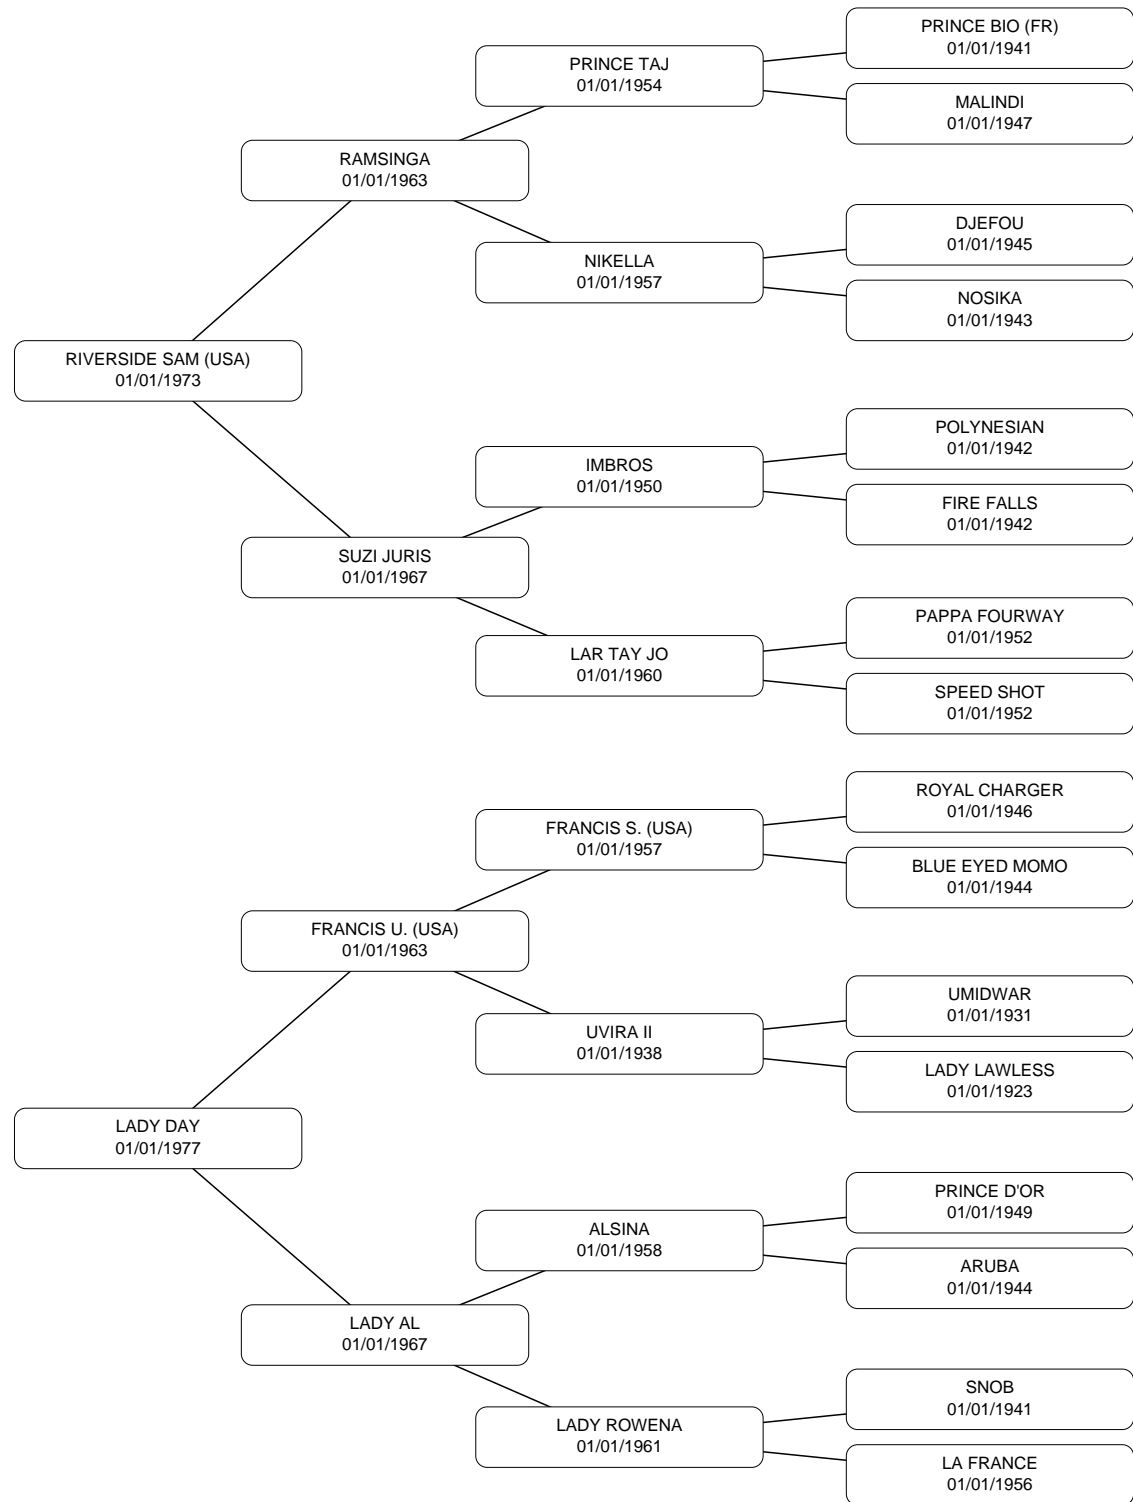 PRINCE BIO (FR)
01/01/1941
PRINCE TAJ
01/01/1954
MALINDI
01/01/1947
RAMSINGA
01/01/1963
DJEFOU
01/01/1945
NIKELLA
01/01/1957
NOSIKA
01/01/1943
RIVERSIDE SAM (USA)
01/01/1973
POLYNESIAN
01/01/1942
IMBROS
01/01/1950
FIRE FALLS
01/01/1942
SUZI JURIS
01/01/1967
PAPPA FOURWAY
01/01/1952
LAR TAY JO
01/01/1960
SPEED SHOT
01/01/1952
ROYAL CHARGER
01/01/1946
FRANCIS S. (USA)
01/01/1957
BLUE EYED MOMO
01/01/1944
FRANCIS U. (USA)
01/01/1963
UMIDWAR
01/01/1931
UVIRA II
01/01/1938
LADY LAWLESS
01/01/1923
LADY DAY
01/01/1977
PRINCE D'OR
01/01/1949
ALSINA
01/01/1958
ARUBA
01/01/1944
LADY AL
01/01/1967
SNOB
01/01/1941
LADY ROWENA
01/01/1961
LA FRANCE
01/01/1956